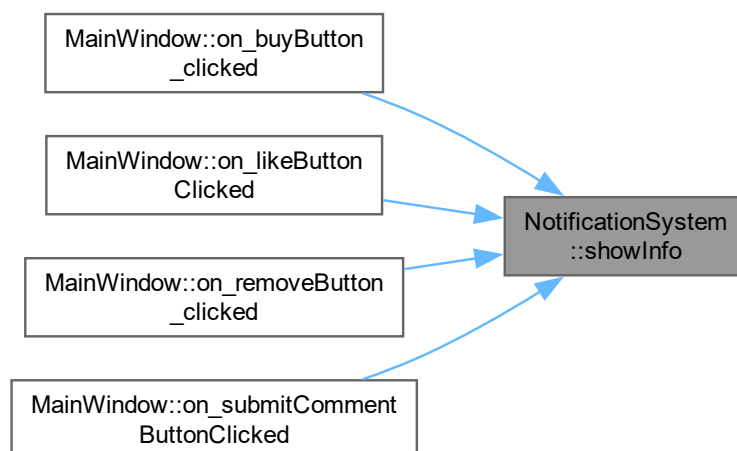 MainWindow::on_buyButton
_clicked
MainWindow::on_likeButton
Clicked
NotificationSystem
::showInfo
MainWindow::on_removeButton
_clicked
MainWindow::on_submitComment
ButtonClicked